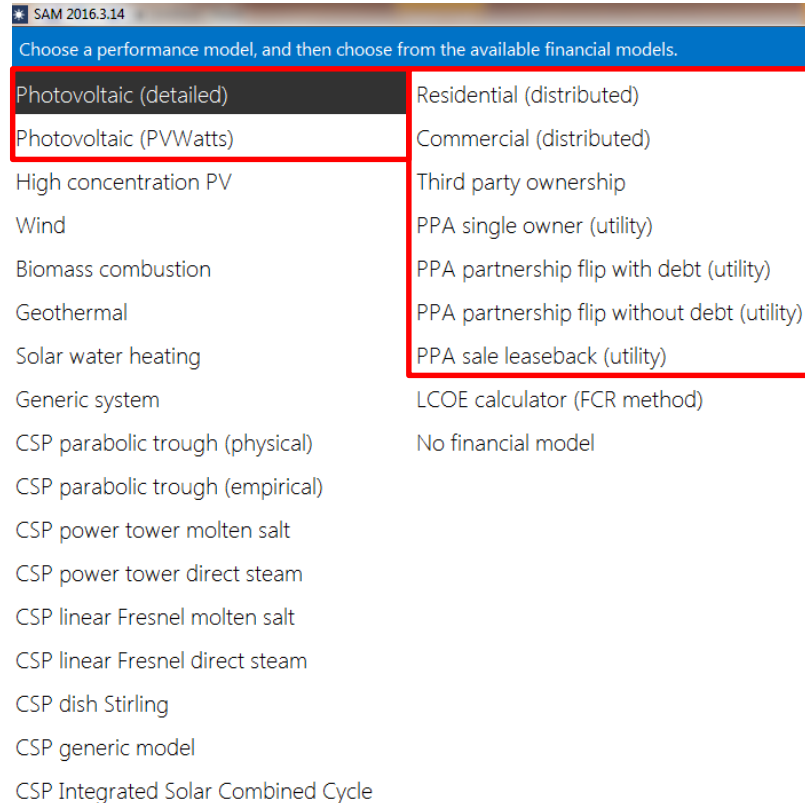 SAM 2016.3.14
Choose a performance model, and then choose from the available financial models.
Photovoltaic (detailed)
Photovoltaic (PVWatts)
High concentration PV
Wind
Biomass combustion
Geothermal
Solar water heating
Generic system
CSP parabolic trough (physical)
CSP parabolic trough (empirical)
CSP power tower molten salt
CSP power tower direct steam
CSP linear Fresnel molten salt
CSP linear Fresnel direct steam
CSP dish Stirling
CSP generic model
CSP Integrated Solar Combined Cycle
Residential (distributed)
Commercial (distributed)
Third party ownership
PPA single owner (utility)
PPA partnership flip with debt (utility)
PPA partnership flip without debt (utility)
PPA sale leaseback (utility)
LCOE calculator (FCR method)
No financial model